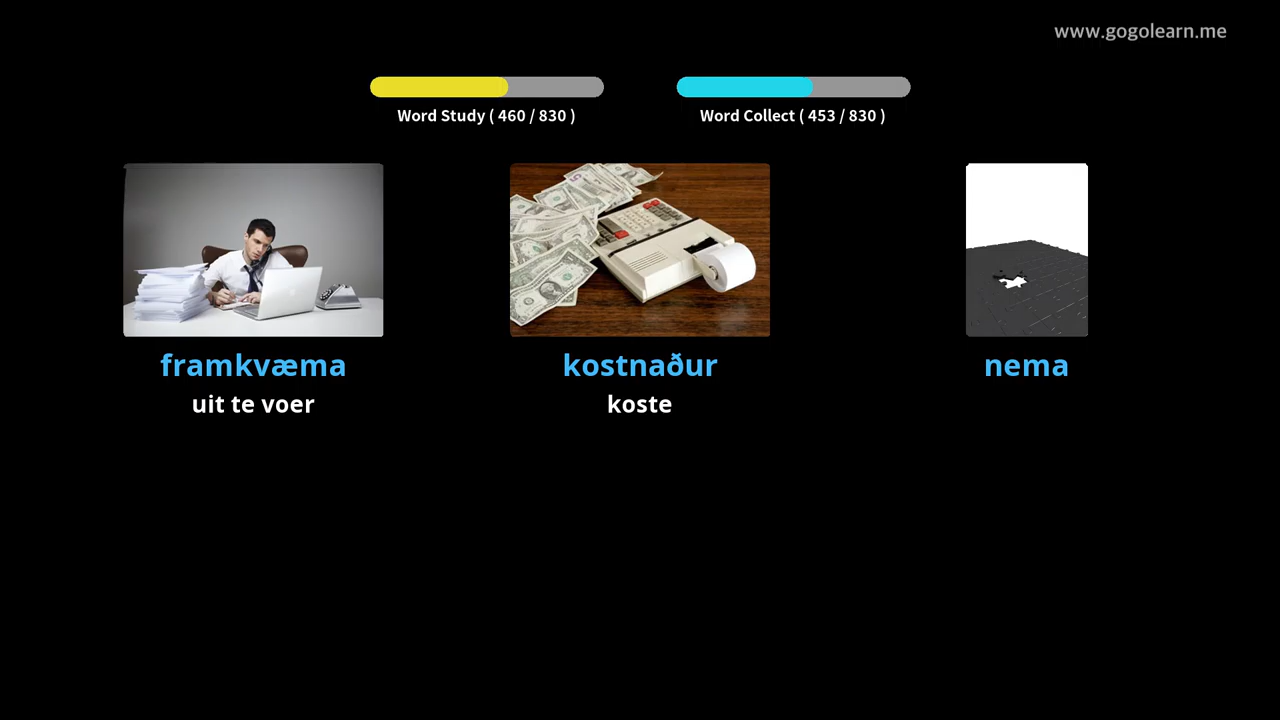 www.gogolearn.me
Word Study ( 460 / 830 )
Word Collect ( 453 / 830 )
framkvæma
uit te voer
kostnaður
koste
nema